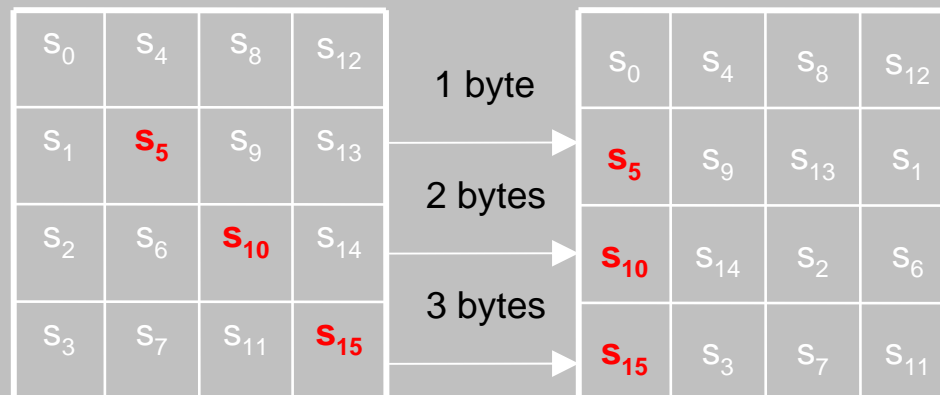 s0 s4 s8 s12
s1 s5 s9 s13
s2 s6 s10 s14
s3 s7 s11 s15
1 byte
2 bytes
3 bytes
s0 s4 s8 s12
s5 s9 s13 s1
s10 s14 s2 s6
s15 s3 s7 s11